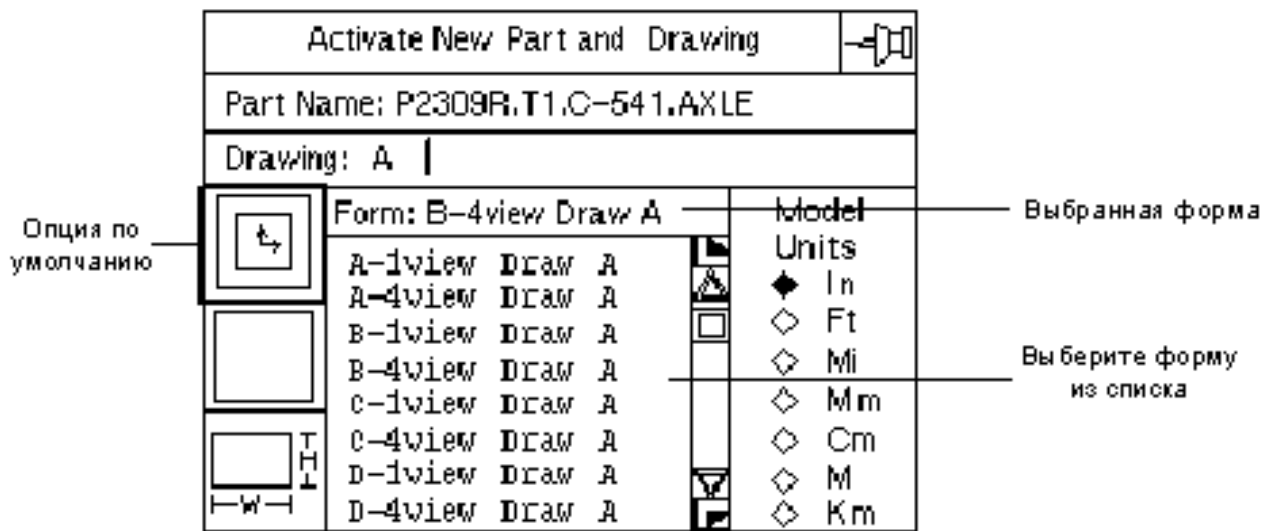 Activate New Part and Drawing
Part Name: P2309R.T1.C-541.AXLE
Drawing: A
Опция по
умолчанию
Form: B-4view Draw A
A-1view Draw A
A-4view Draw A
B-1view Draw A
B-4view Draw A
C-1view Draw A
C-4view Draw A
D-1view Draw A
D-4view Draw A
W
H
Model
Units
In
Ft
Mi
Mm
Cm
M
Km
Выбранная форма
Выберите форму
из списка